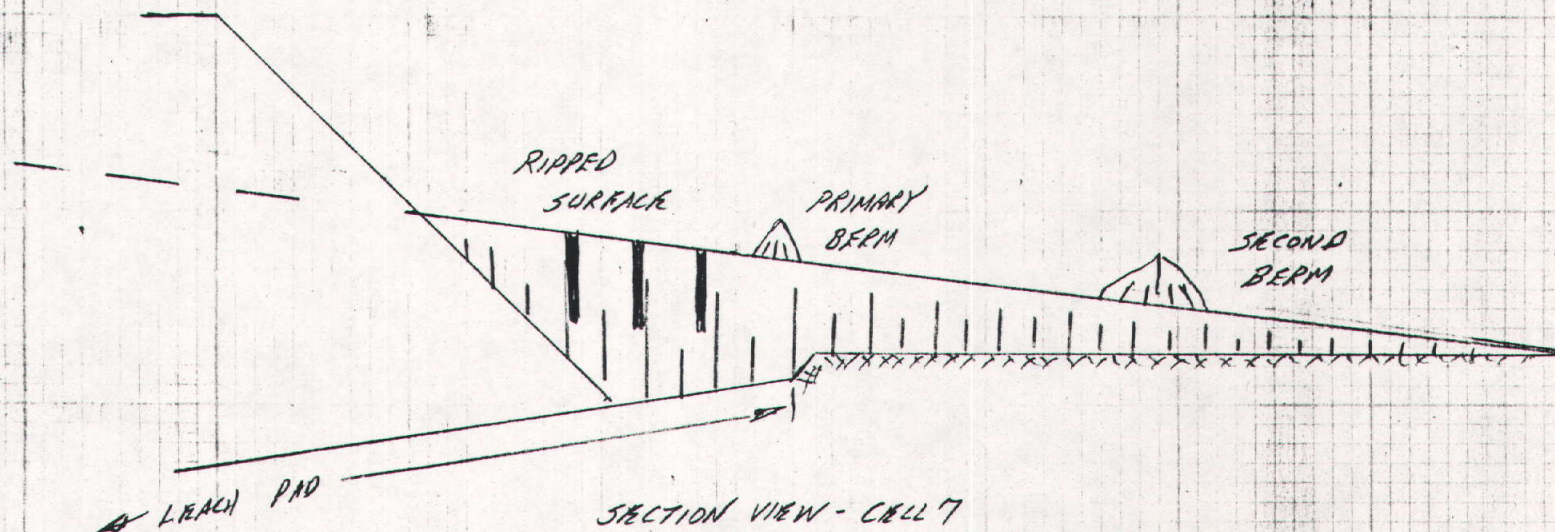 RIPPED
SURFACE
PRIMARY
BERM
SECOND
BERM
LEACH PAD
SECTION VIEW - CELL 7